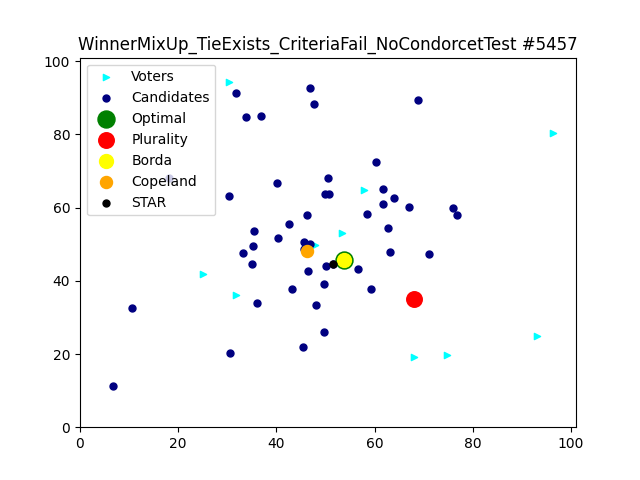 WinnerMixUp_TieExists_CriteriaFail_NoCondorcetTest #5457
100
80
60
40
20
0
Voters
Candidates
Optimal
Plurality
Borda
Copeland
STAR
0 20 40 60 80 100